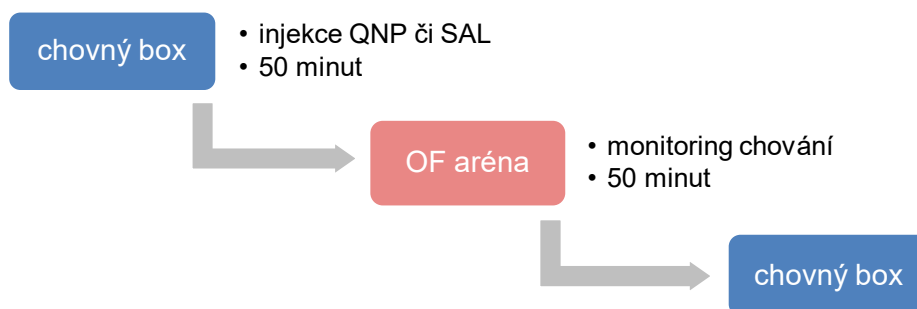 chovný box
• injekce QNP či SAL
• 50 minut
OF aréna
• monitoring chování
• 50 minut
chovný box